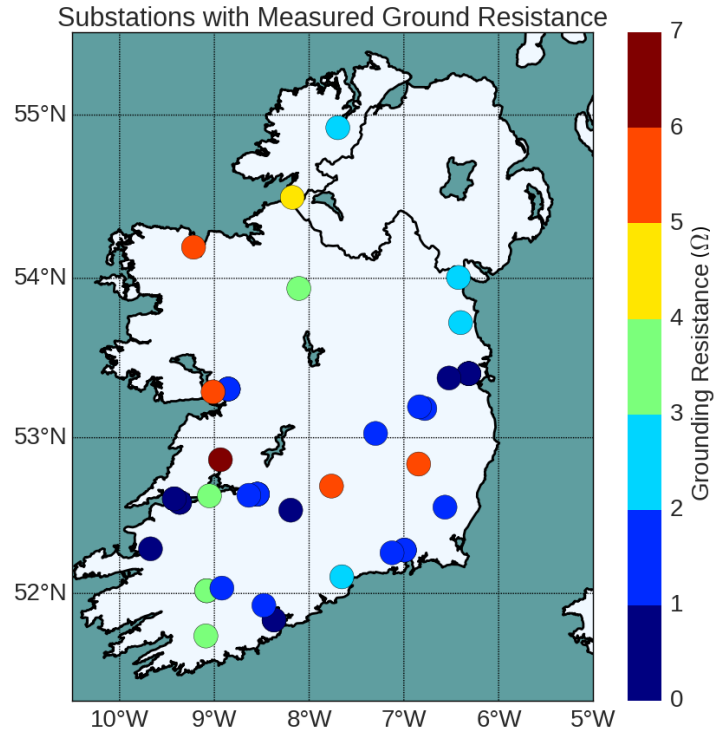 Substations with Measured Ground Resistance
55°N
54°N
53°N
52°N
10°W 9°W 8°W 7°W 6°W 5°W
7
6
5
4
3
2
1
0
Grounding Resistance (Ω)